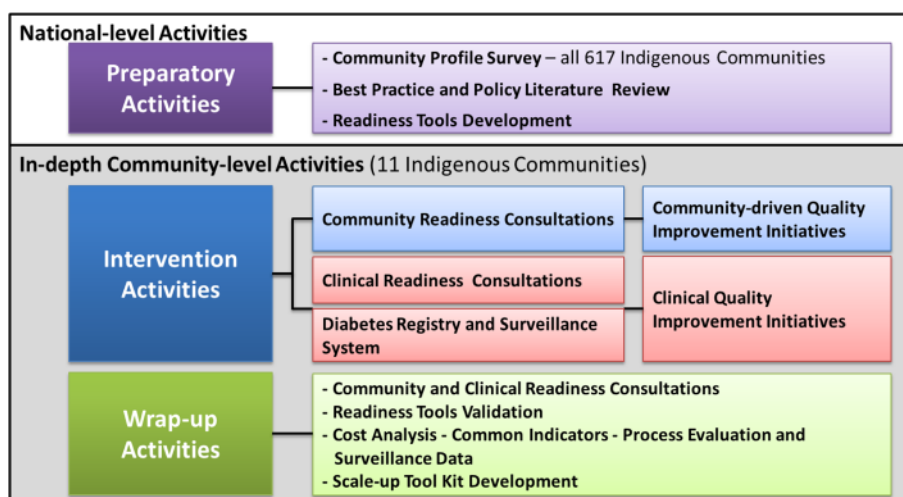 National-level Activities
Preparatory
Activities
- Community Profile Survey – all 617 Indigenous Communities
- Best Practice and Policy Literature Review
- Readiness Tools Development
In-depth Community-level Activities (11 Indigenous Communities)
Intervention
Activities
Community Readiness Consultations
Community-driven Quality
Improvement Initiatives
Clinical Readiness Consultations
Diabetes Registry and Surveillance
System
Clinical Quality
Improvement Initiatives
Wrap-up
Activities
- Community and Clinical Readiness Consultations
- Readiness Tools Validation
- Cost Analysis - Common Indicators - Process Evaluation and
Surveillance Data
- Scale-up Tool Kit Development